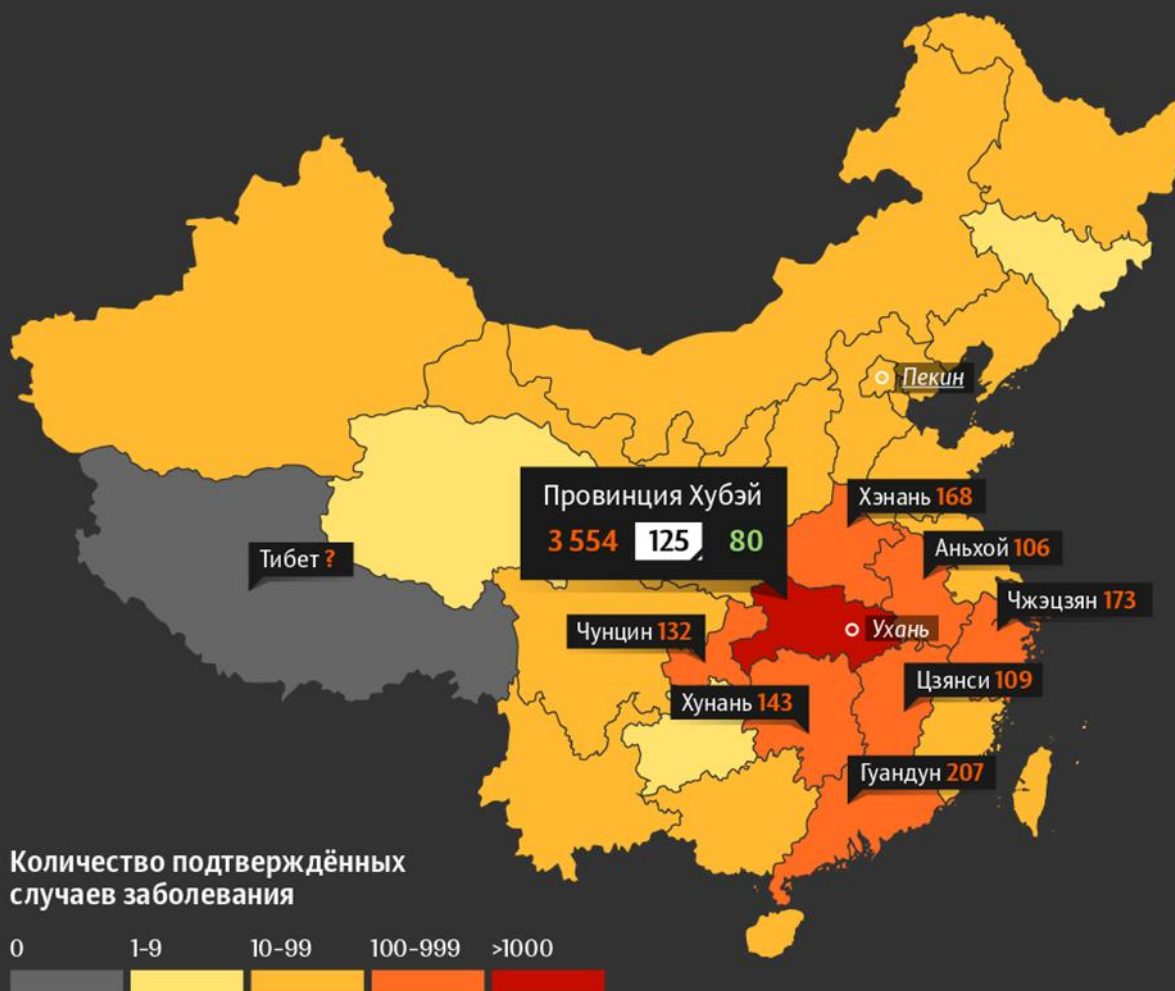 Пекин
Провинция Хубэй
3 554 125 80
Хэнань 168
Аньхой 106
Тибет ?
Чжэцзян 173
Чунцин 132
Ухань
Цзянси 109
Хунань 143
Гуандун 207
Количество подтверждённых
случаев заболевания
0 1-9 10-99 100-999 >1000